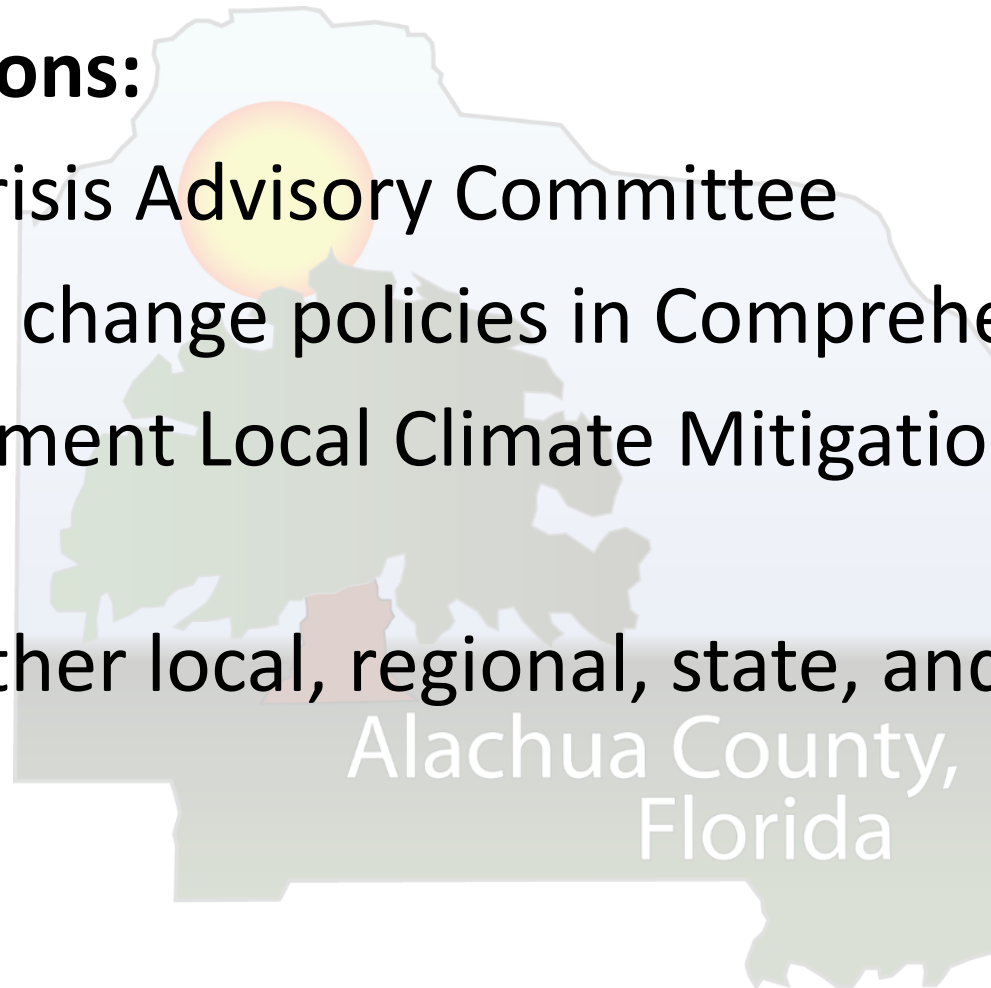 ons:
risis Advisory Committee
change policies in Comprehe
ment Local Climate Mitigatio
ther local, regional, state, and
Alachua County,
Florida